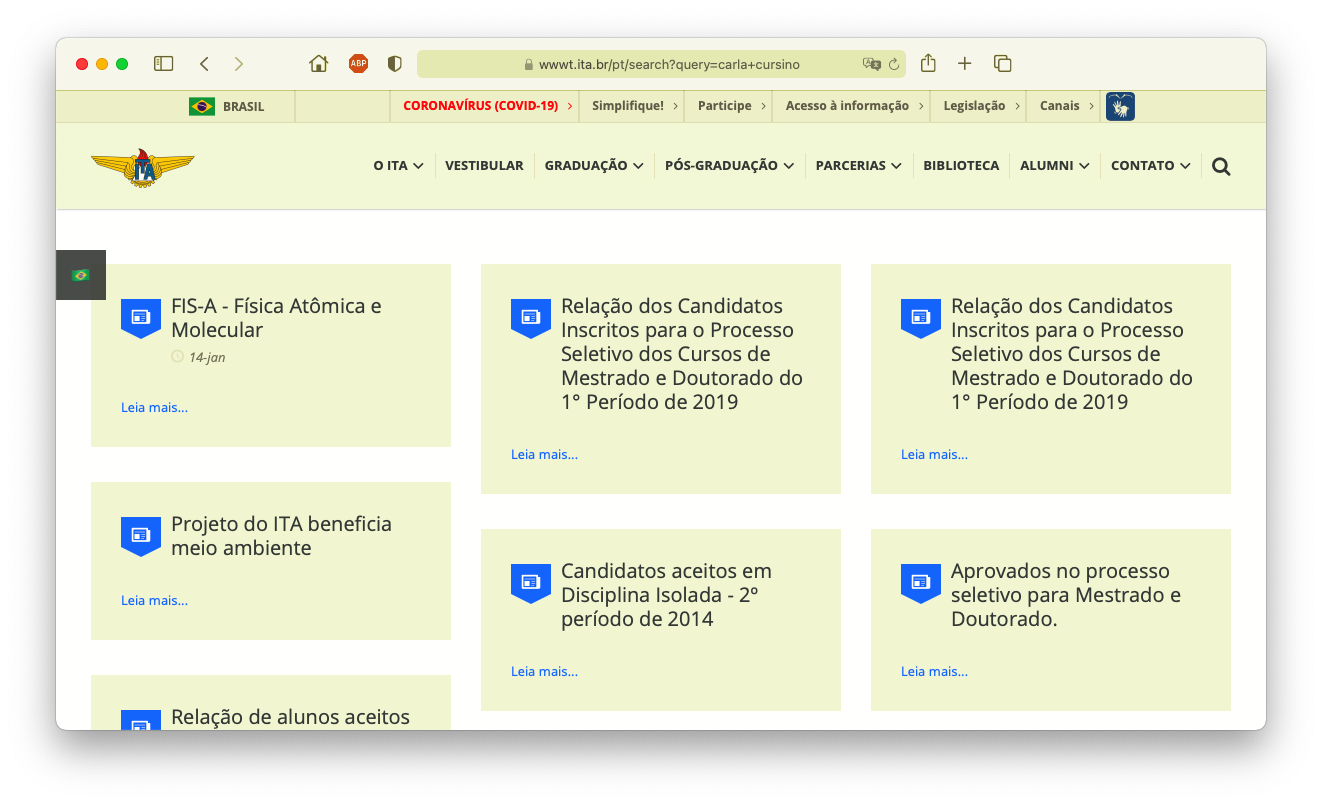 ABP
wwwt.ita.br/pt/search?query=carla+cursino
BRASIL
CORONAVÍRUS (COVID-19)
Simplifique!
Participe
Acesso à informação
Legislação
Canais
ITA
O ITA
VESTIBULAR
GRADUAÇÃO
PÓS-GRADUAÇÃO
PARCERIAS
BIBLIOTECA
ALUMNI
CONTATO
FIS-A - Física Atômica e
Molecular
14-jan
Leia mais...
Projeto do ITA beneficia
meio ambiente
Leia mais...
Relação de alunos aceitos
Relação dos Candidatos
Inscritos para o Processo
Seletivo dos Cursos de
Mestrado e Doutorado do
1° Período de 2019
Leia mais...
Candidatos aceitos em
Disciplina Isolada - 2º
período de 2014
Leia mais...
Relação dos Candidatos
Inscritos para o Processo
Seletivo dos Cursos de
Mestrado e Doutorado do
1° Período de 2019
Leia mais...
Aprovados no processo
seletivo para Mestrado e
Doutorado.
Leia mais...